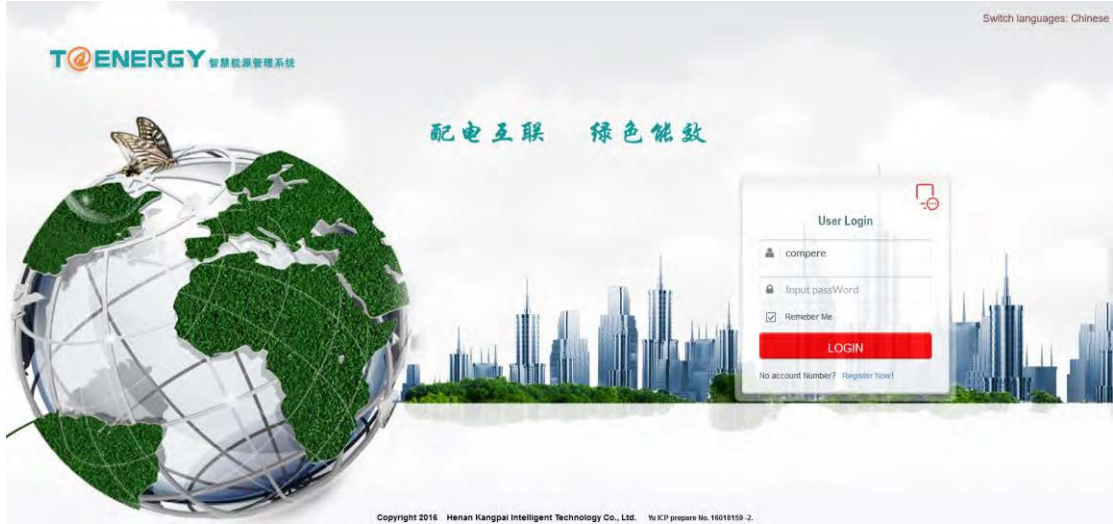 Switch languages: Chinese
T@ENERGY 智慧能源管理系统
配电互联 绿色能效
User Login
compere
Input passWord
Remeber Me
LOGIN
No account Number? Register Now!
Copyright 2016 Henan Kangpai Intelligent Technology Co., Ltd. Yu ICP prepare No. 16018159 -2.